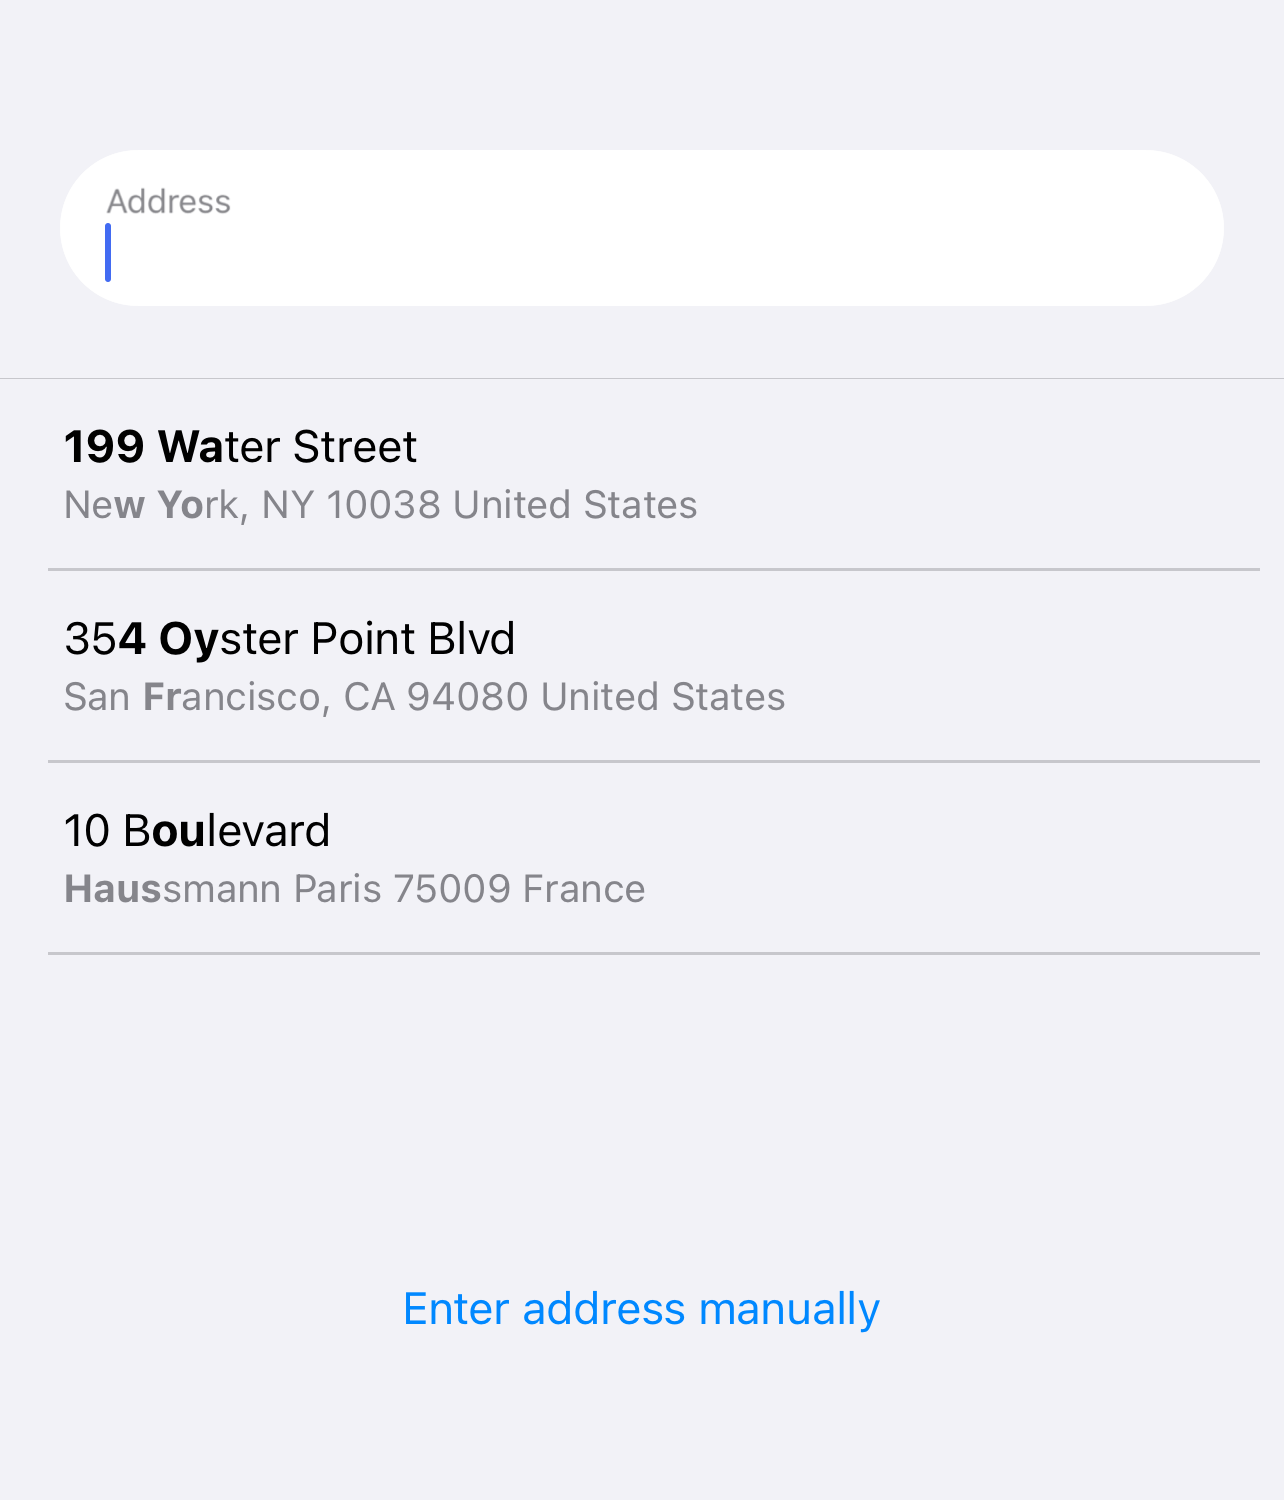 Address
199 Water Street
New York, NY 10038 United States
354 Oyster Point Blvd
San Francisco, CA 94080 United States
10 Boulevard
Haussmann Paris 75009 France
Enter address manually